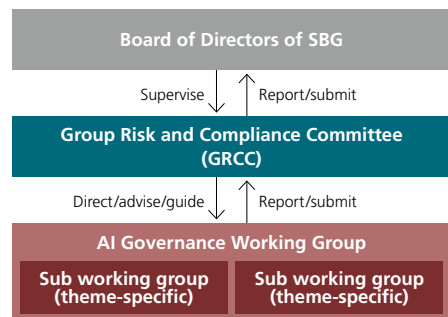 Board of Directors of SBG
Supervise
Report/submit
Group Risk and Compliance Committee
(GRCC)
Direct/advise/guide
Report/submit
AI Governance Working Group
Sub working group
(theme-specific)
Sub working group
(theme-specific)